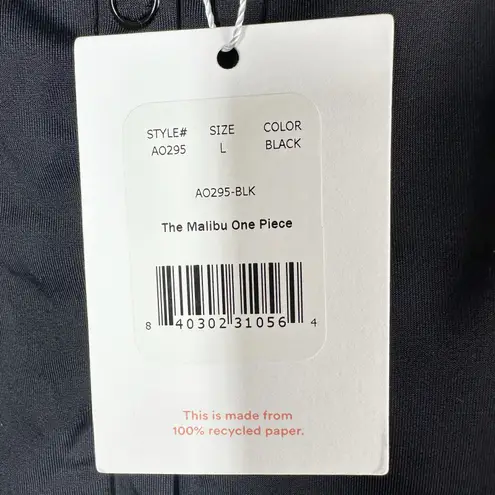 STYLE# SIZE COLOR
AO295 L BLACK
AO295-BLK
The Malibu One Piece
8 40302 31056 4
This is made from
100% recycled paper.